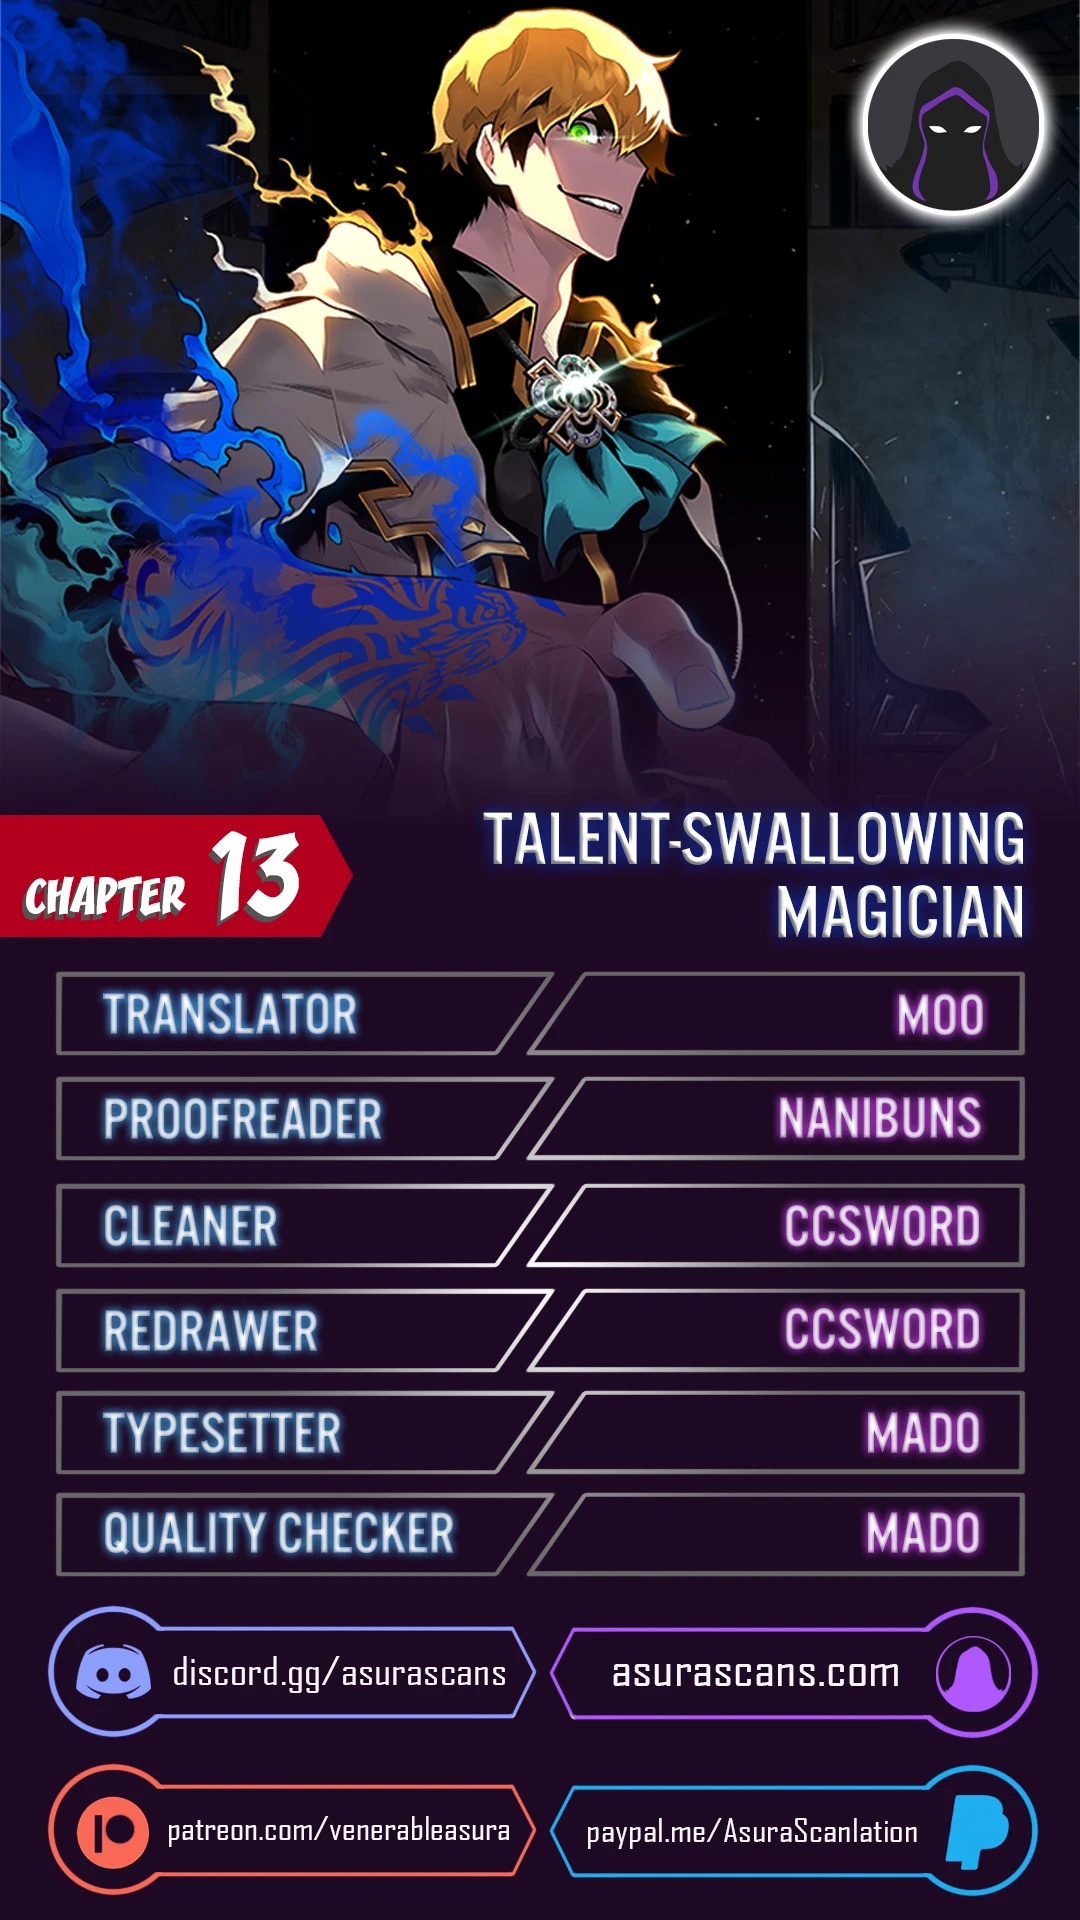 CHAPTER 13
TALENT-SWALLOWING
MAGICIAN
TRANSLATOR MOO
PROOFREADER NANIBUNS
CLEANER CCSWORD
REDRAWER CCSWORD
TYPESETTER MADO
QUALITY CHECKER MADO
discord.gg/asurascans asurascans.com
patreon.com/venerableasura paypal.me/AsuraScanlation